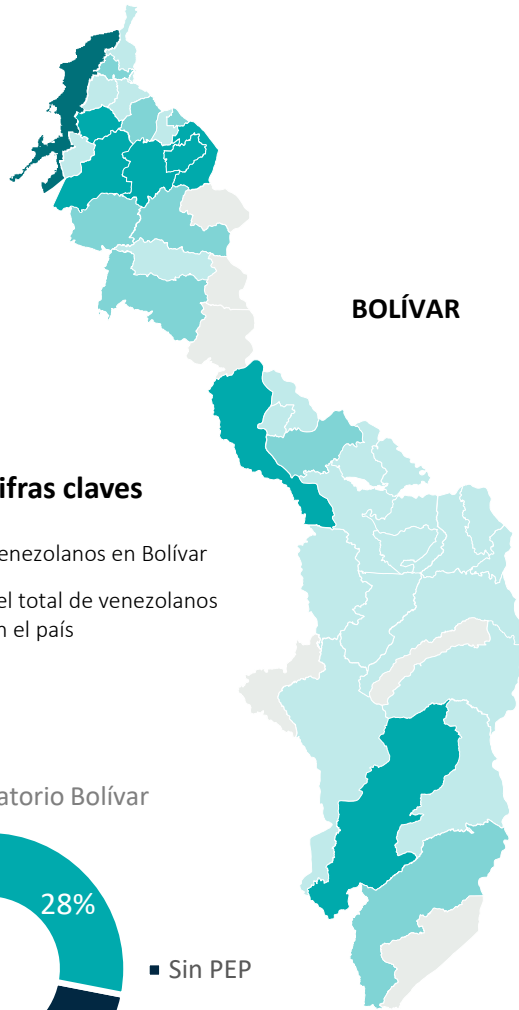 BOLÍVAR
ifras claves
enezolanos en Bolívar
el total de venezolanos
n el país
atorio Bolívar
28%
Sin PEP